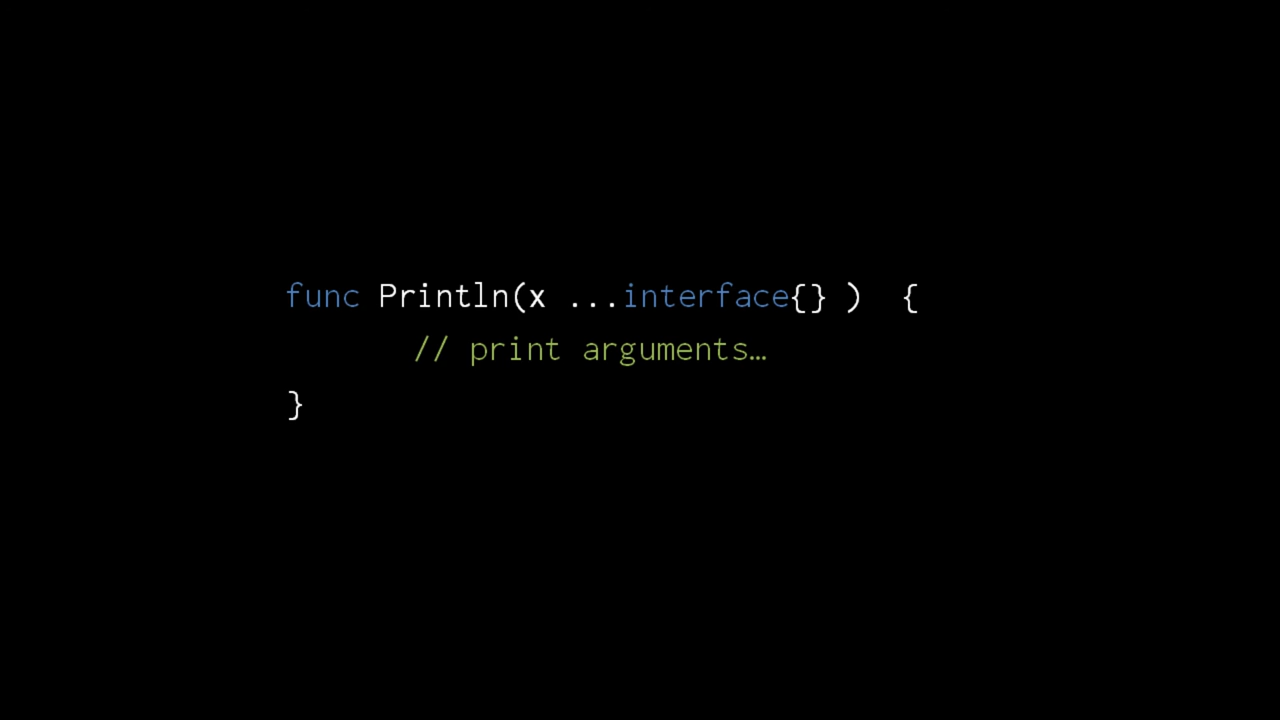 func Println(x ...interface{} )  {
// print arguments…
}